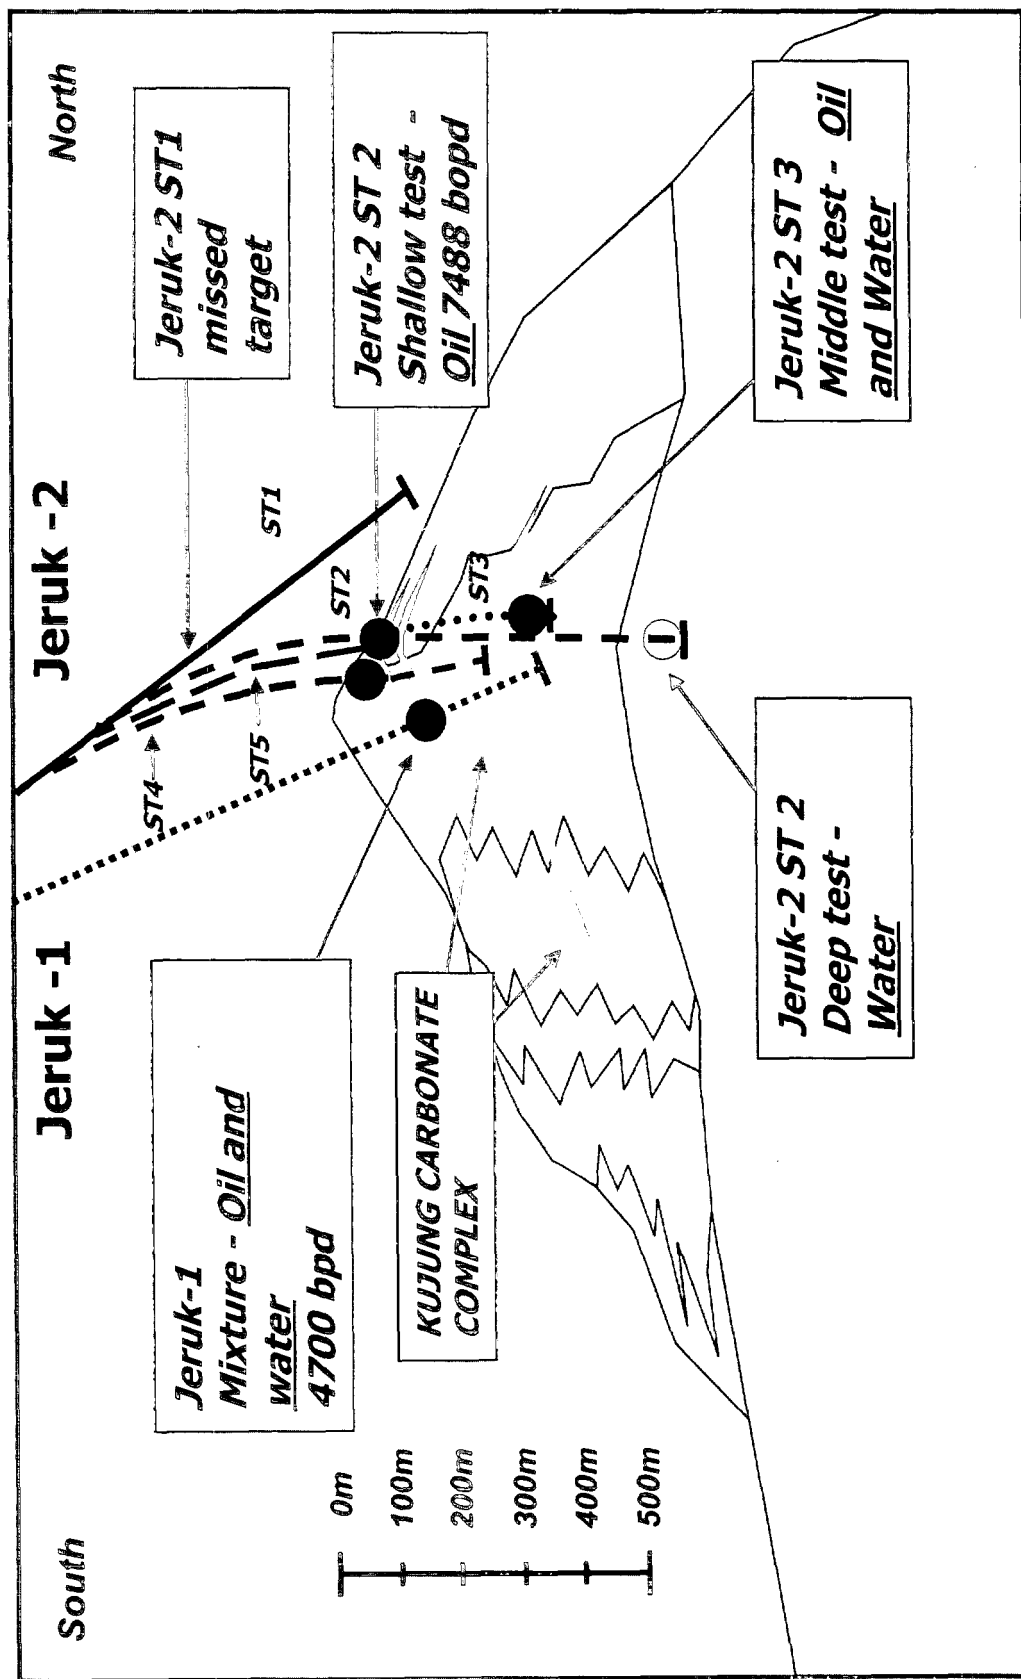 South
North
Jeruk -1
Jeruk -2
Jeruk-2 ST1
missed
target
Jeruk-2 ST 2
Shallow test -
Oil 7488 bopd
Jeruk-1
Mixture - Oil and
water
4700 bpd
KUJUNG CARBONATE
COMPLEX
ST4
ST5
ST1
ST2
ST3
0m
100m
200m
300m
400m
500m
Jeruk-2 ST 2
Deep test -
Water
Jeruk-2 ST 3
Middle test - Oil
and Water